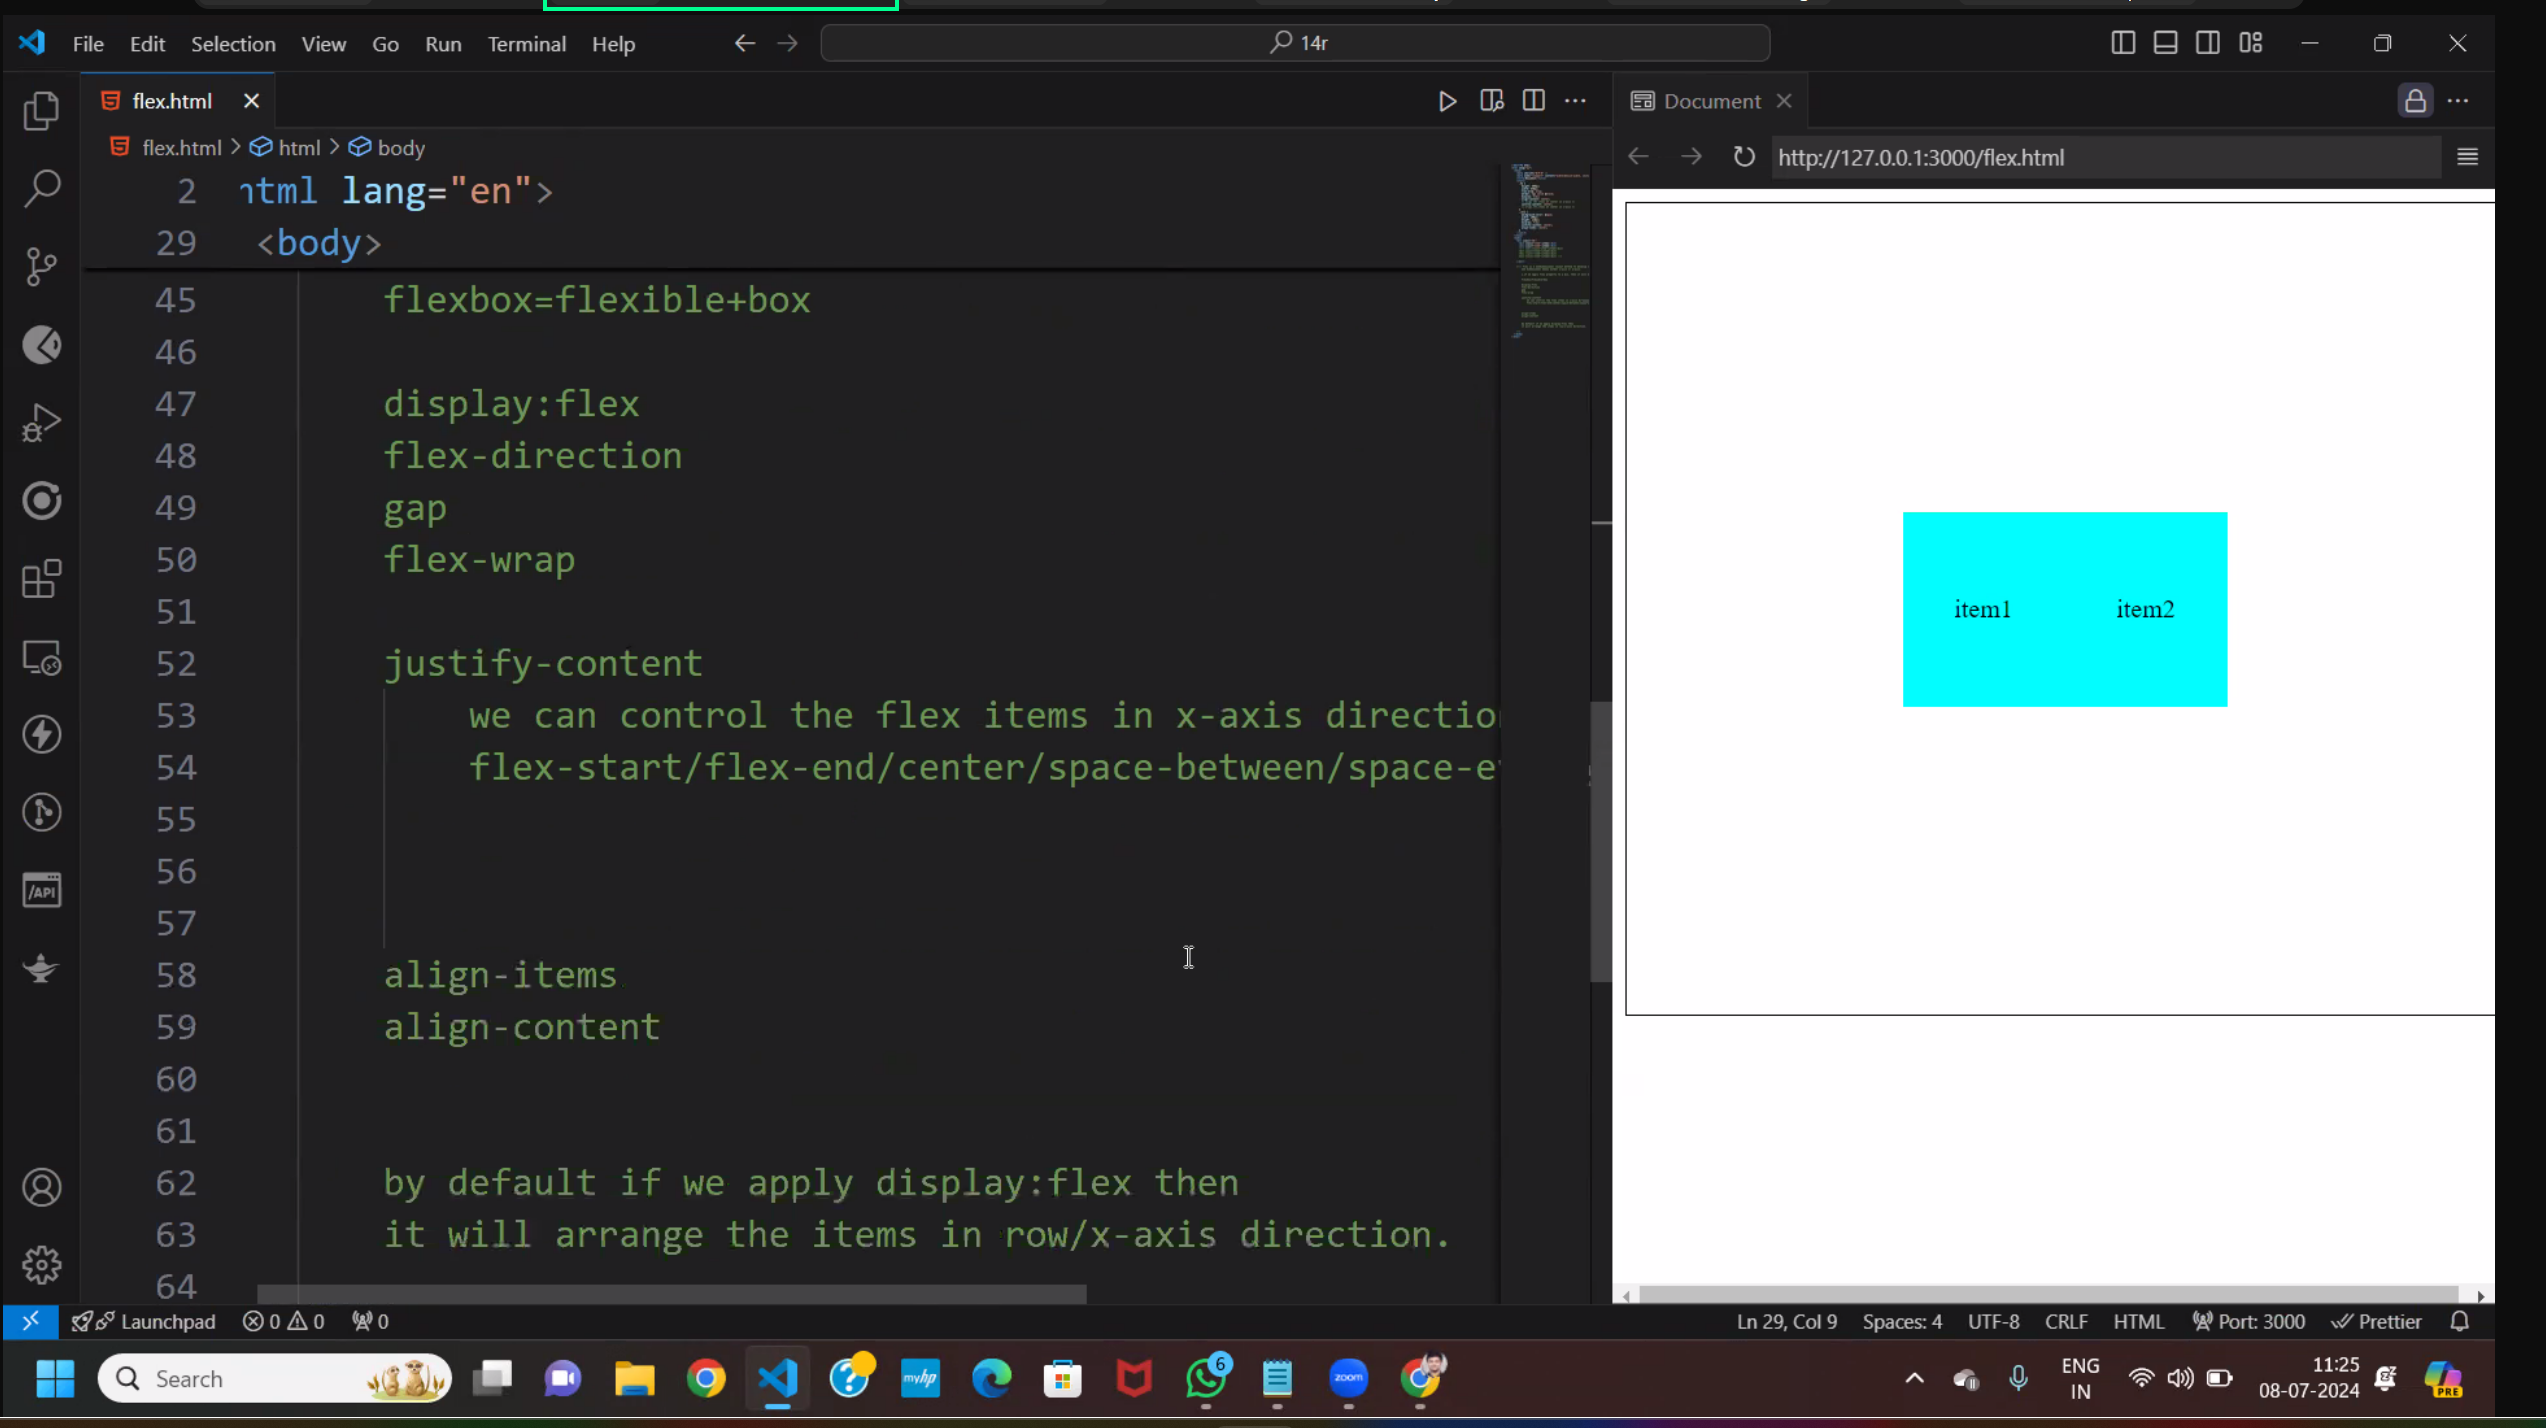 File Edit Selection View Go Run Terminal Help
14r
flex.html
Document
flex.html > html > body
http://127.0.0.1:3000/flex.html
2 html lang="en">
29 <body>
45 flexbox=flexible+box
46
47 display:flex
48 flex-direction
49 gap
50 flex-wrap
51
52 justify-content
53 we can control the flex items in x-axis directio
54 flex-start/flex-end/center/space-between/space-e
55
56
57
58 align-items
59 align-content
60
61
62 by default if we apply display:flex then
63 it will arrange the items in row/x-axis direction.
64
item1 item2
/API
Launchpad 0 0 0
Ln 29, Col 9 Spaces: 4 UTF-8 CRLF HTML Port: 3000 Prettier
Search
myhp
6
zoom
ENG
IN
11:25
08-07-2024
PRE